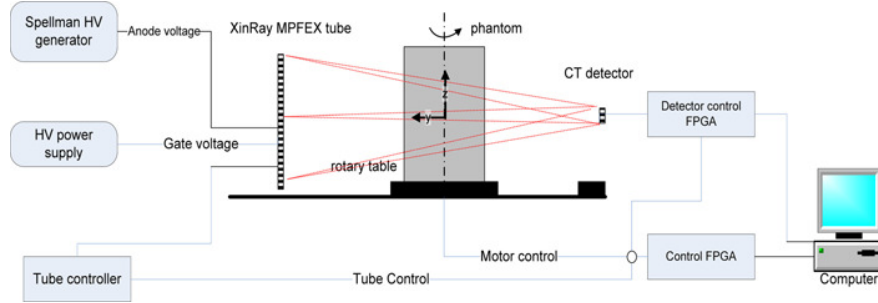 Spellman HV
generator
Anode voltage
XinRay MPFEX tube
phantom
CT detector
z
y
Detector control
FPGA
HV power
supply
Gate voltage
rotary table
Motor control
Control FPGA
Tube controller
Tube Control
Computer